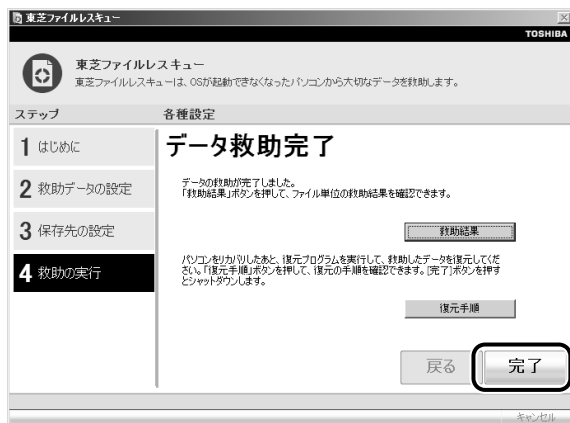 東芝ファイルレスキュー
TOSHIBA
東芝ファイルレスキュー
東芝ファイルレスキューは、OSが起動できなくなったパソコンから大切なデータを救助します。
ステップ
各種設定
1 はじめに
2 救助データの設定
3 保存先の設定
4 救助の実行
データ救助完了
データの救助が完了しました。
「救助結果」ボタンを押して、ファイル単位の救助結果を確認できます。
救助結果
パソコンをリカバリしたあと、復元プログラムを実行して、救助したデータを復元してくだ
さい。「復元手順」ボタンを押して、復元の手順を確認できます。[完了]ボタンを押す
とシャットダウンします。
復元手順
戻る
完了
キャンセル